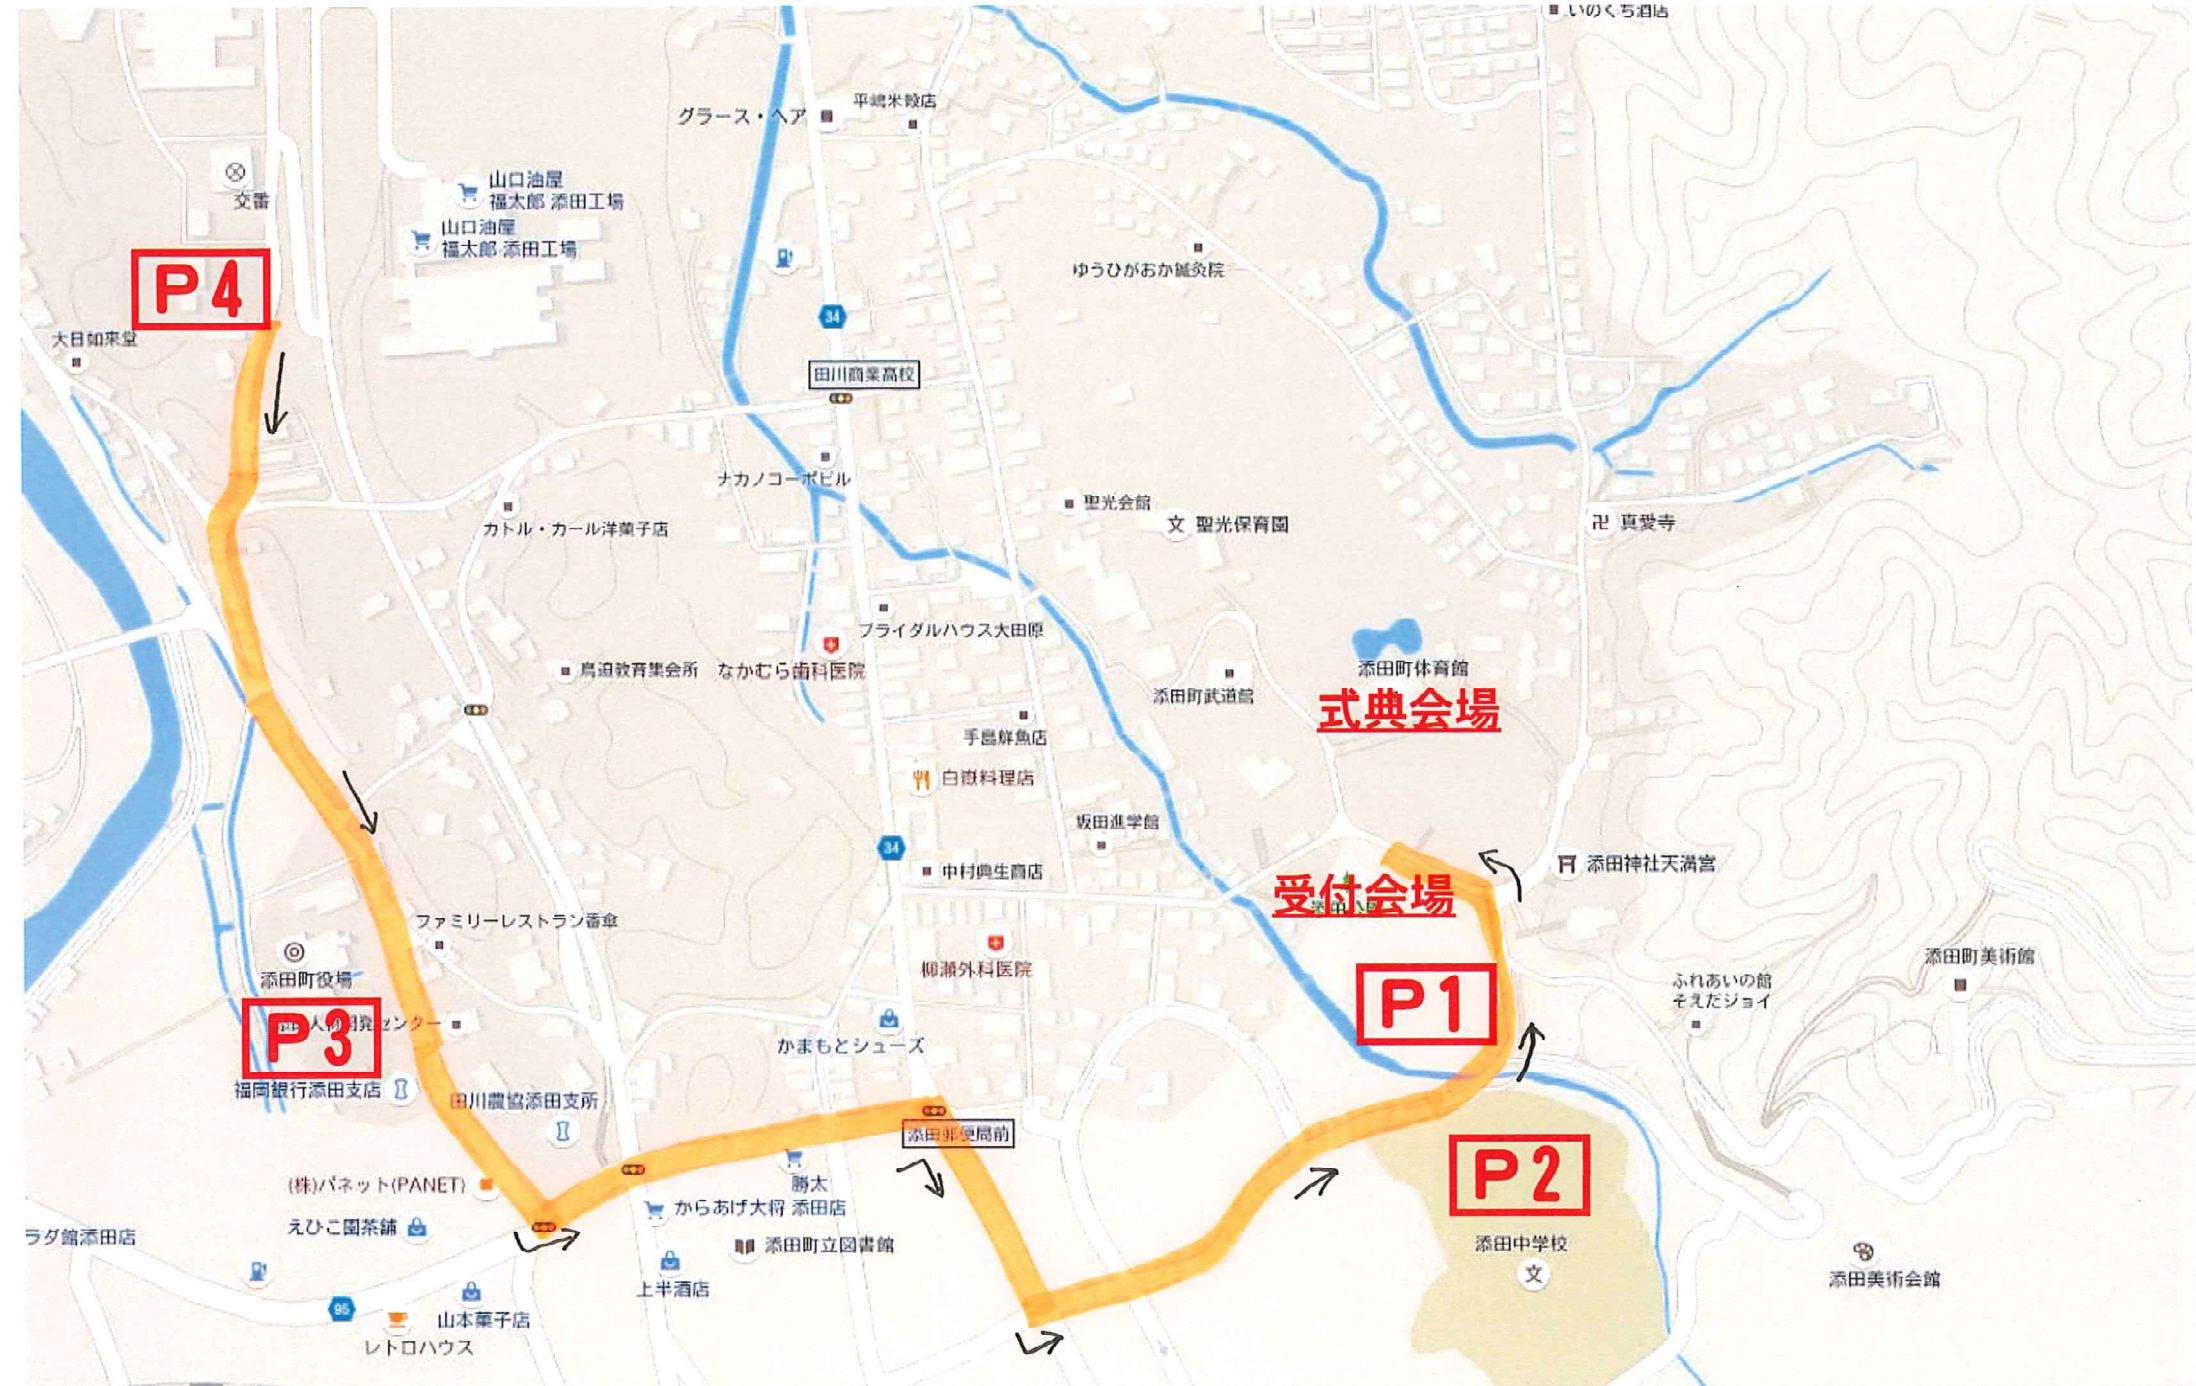 いのくち酒店
グラース・ヘア
平嶋米穀店
交番
山口油屋
福太郎 添田工場
山口油屋
福太郎 添田工場
ゆうひがおか鍼灸院
P4
34
大日如来堂
田川商業高校
ナカノコーポビル
聖光会館
文 聖光保育園
卍 真愛寺
カトル・カール洋菓子店
ブライダルハウス大田原
鳥迫教育集会所
なかむら歯科医院
添田町武道館
添田町体育館
式典会場
手島鮮魚店
白嶽料理店
坂田進学館
34
中村典生商店
添田神社天満宮
受付会場
ファミリーレストラン香傘
添田町役場
柳瀬外科医院
添田町美術館
ふれあいの館
そえだジョイ
P1
P3
かまもとシューズ
福岡銀行添田支店
田川農協添田支所
添田郵便局前
P2
(株)パネット(PANET)
勝太
からあげ大将 添田店
えひこ園茶舗
ラダ館添田店
添田町立図書館
添田中学校
文
上半酒店
添田美術会館
95
山本菓子店
レトロハウス